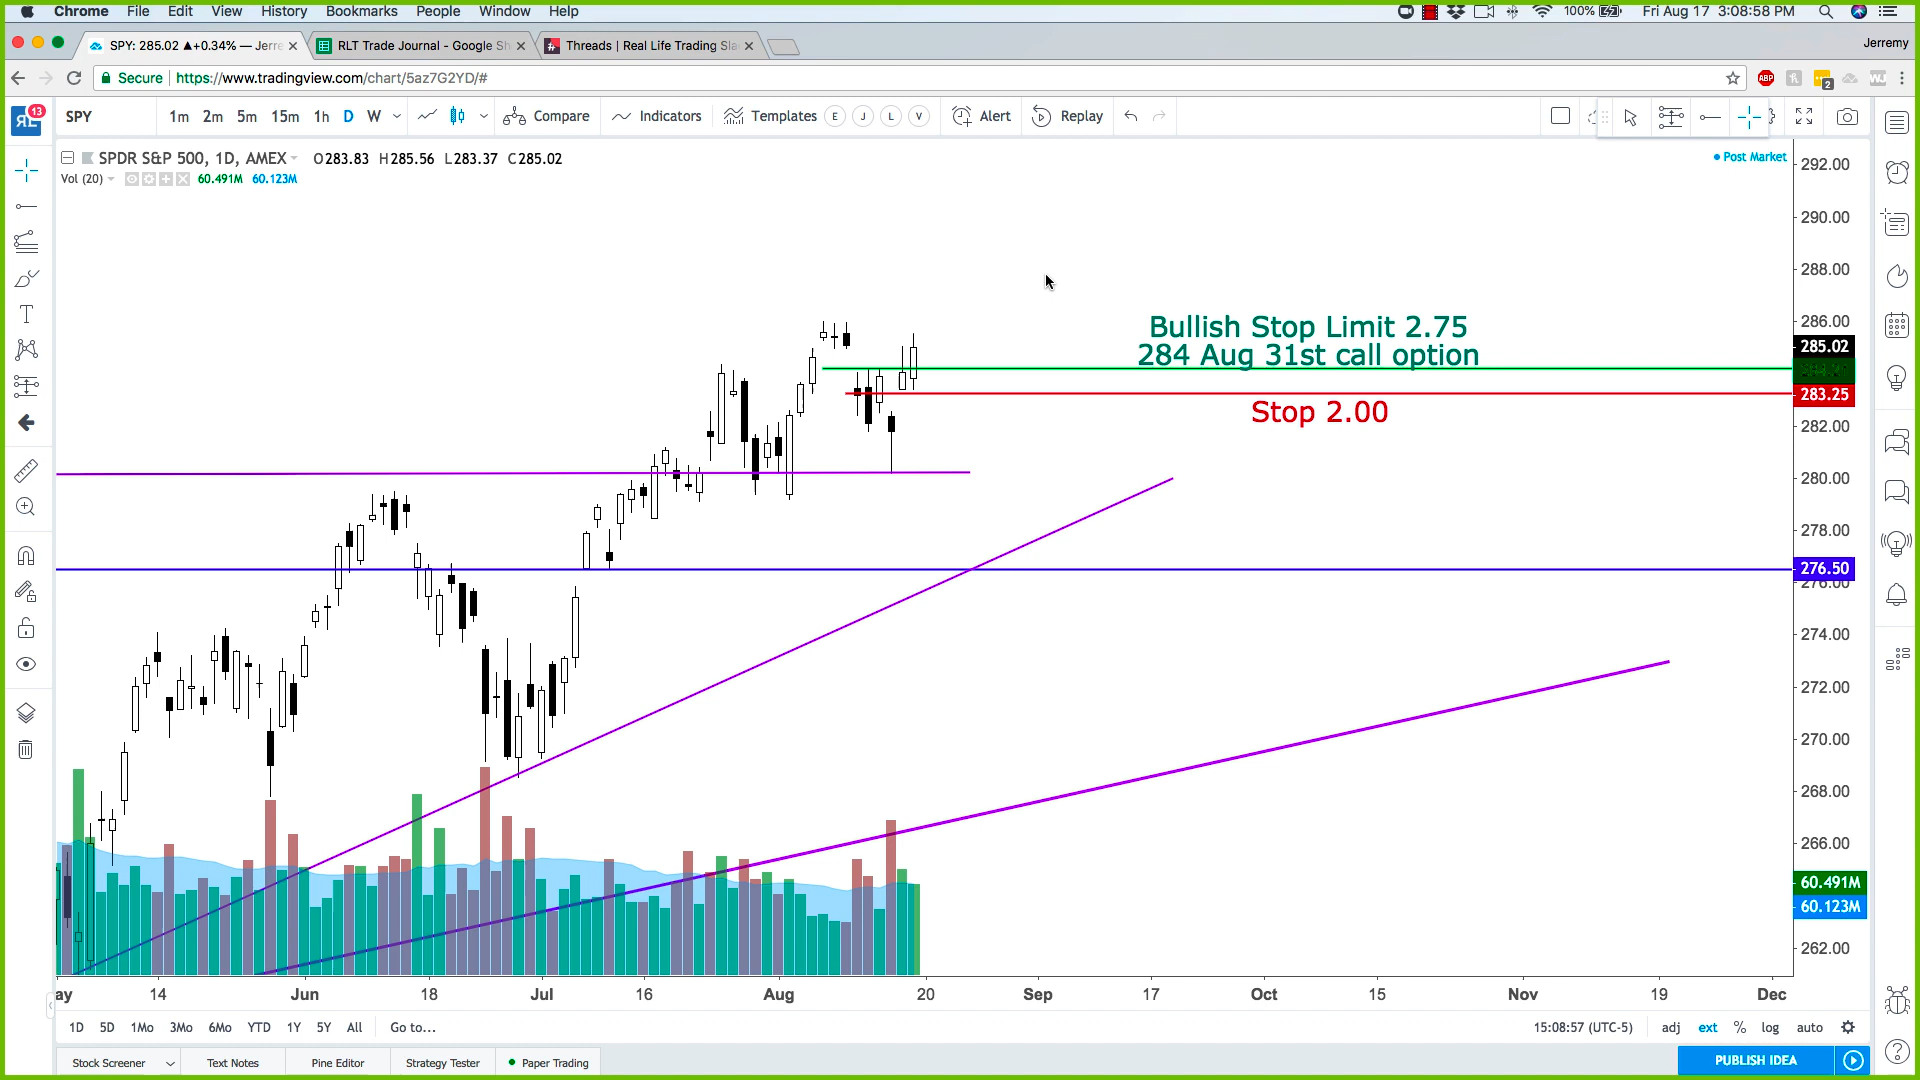 Chrome File Edit View History Bookmarks People Window Help 100% Fri Aug 17 3:08:58 PM
SPY: 285.02 ▲+0.34% — Jerre RLT Trade Journal - Google Sh Threads | Real Life Trading Sla Jerremy
Secure https://www.tradingview.com/chart/5az7G2YD/# ABP 2 WJ
13 SPY 1m 2m 5m 15m 1h D W Compare Indicators Templates E J L V Alert Replay
SPDR S&P 500, 1D, AMEX O283.83 H285.56 L283.37 C285.02 Post Market
Vol (20) 60.491M 60.123M
292.00
290.00
288.00
286.00
Bullish Stop Limit 2.75
284 Aug 31st call option
285.02
283.25
Stop 2.00
282.00
280.00
278.00
276.50
276.00
274.00
272.00
270.00
268.00
266.00
60.491M
60.123M
262.00
ay 14 Jun 18 Jul 16 Aug 20 Sep 17 Oct 15 Nov 19 Dec
1D 5D 1Mo 3Mo 6Mo YTD 1Y 5Y All Go to... 15:08:57 (UTC-5) adj ext % log auto
Stock Screener Text Notes Pine Editor Strategy Tester Paper Trading PUBLISH IDEA